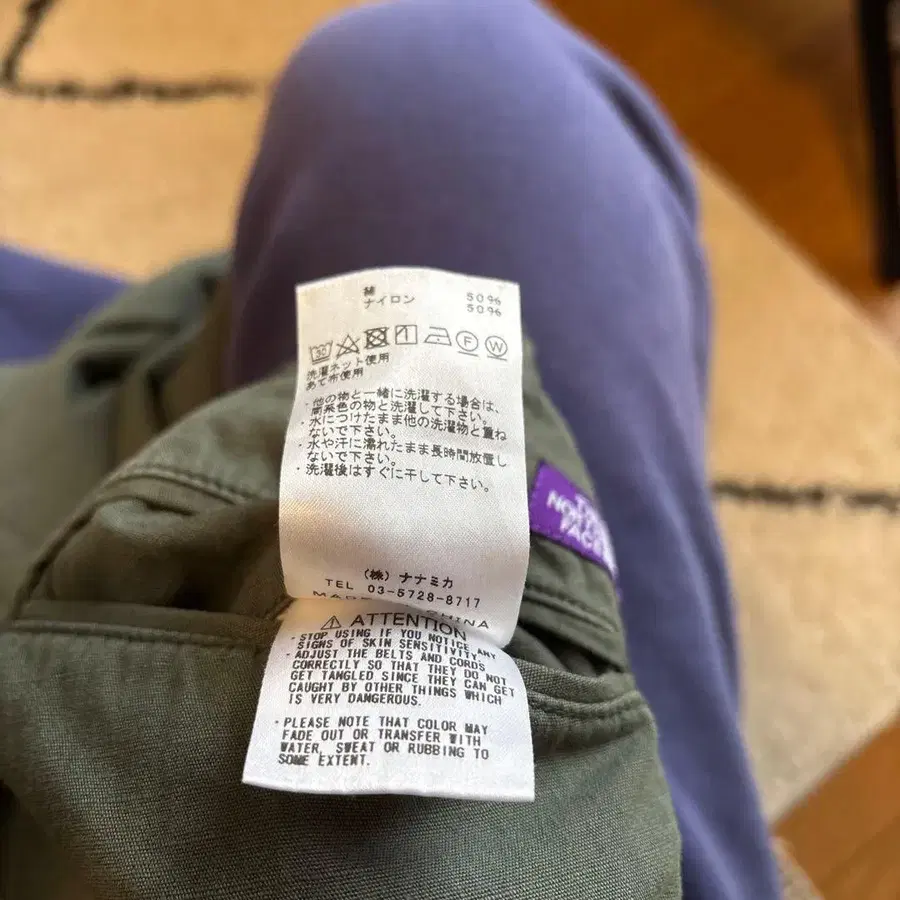 綿 50%
ナイロン 50%
30 F W
洗濯ネット使用
あて布使用
・他の物と一緒に洗濯する場合は、
同系色の物と洗濯して下さい。
・水につけたまま他の洗濯物と重ね
ないで下さい。
・水や汗に濡れたまま長時間放置し
ないで下さい。
・洗濯後はすぐに干して下さい。
(株) ナナミカ
TEL 03-5728-8717
CHINA
ATTENTION
・STOP USING IF YOU NOTICE ANY
SIGNS OF SKIN SENSITIVITY.
・ADJUST THE BELTS AND CORDS
CORRECTLY SO THAT THEY DO NOT
GET TANGLED SINCE THEY CAN GET
CAUGHT BY OTHER THINGS WHICH
IS VERY DANGEROUS.
・PLEASE NOTE THAT COLOR MAY
FADE OUT OR TRANSFER WITH
WATER, SWEAT OR RUBBING TO
SOME EXTENT.
THE
NORTH
FACE